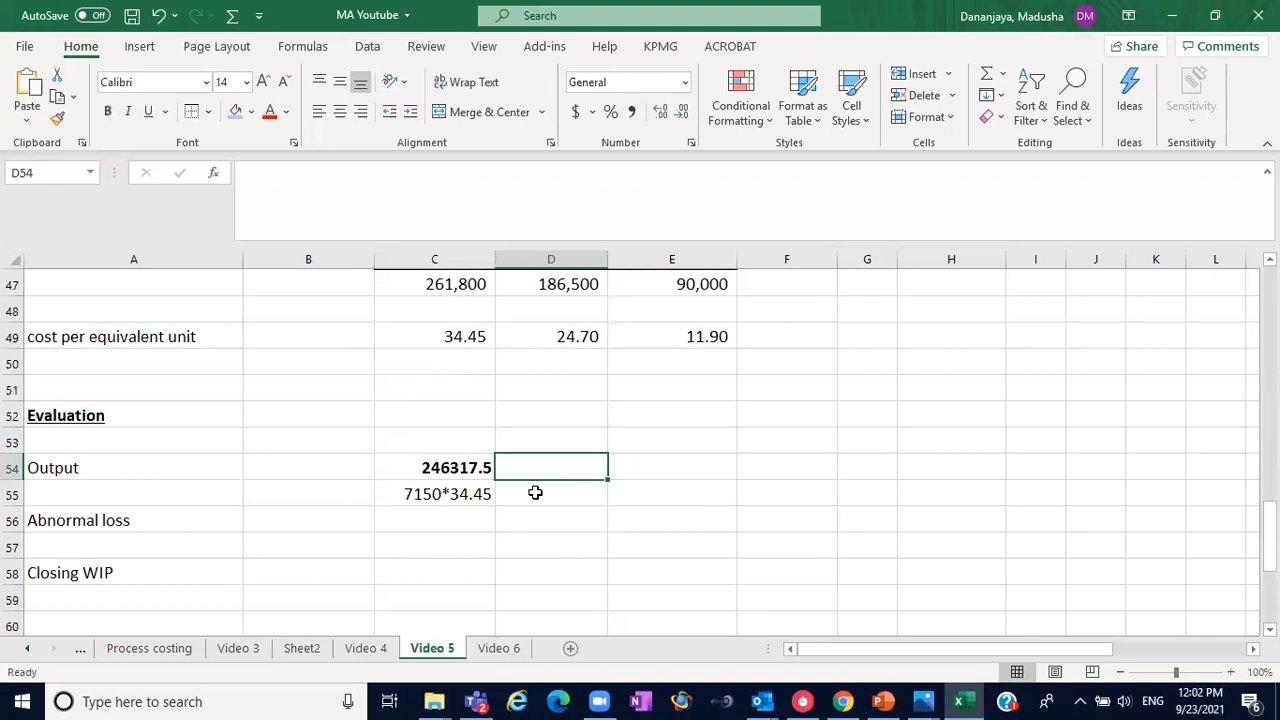 AutoSave Off
MA Youtube
Search
Dananjaya, Madusha DM
File Home Insert Page Layout Formulas Data Review View Add-ins Help KPMG ACROBAT Share Comments
Paste
Calibri 14
Wrap Text
General
Conditional Formatting
Format as Table
Cell Styles
Insert
Sort & Filter
Find & Select
Ideas
Sensitivity
B I U
Merge & Center
$ %
Delete
Format
Clipboard Font Alignment Number Styles Cells Editing Ideas Sensitivity
D54 fx
A B C D E F G H I J K L
47 261,800 186,500 90,000
48
49 cost per equivalent unit 34.45 24.70 11.90
50
51
52 Evaluation
53
54 Output 246317.5
55 7150*34.45
56 Abnormal loss
57
58 Closing WIP
59
60
... Process costing Video 3 Sheet2 Video 4 Video 5 Video 6
Ready 100%
Type here to search
ENG
12:02 PM
9/23/2021
6